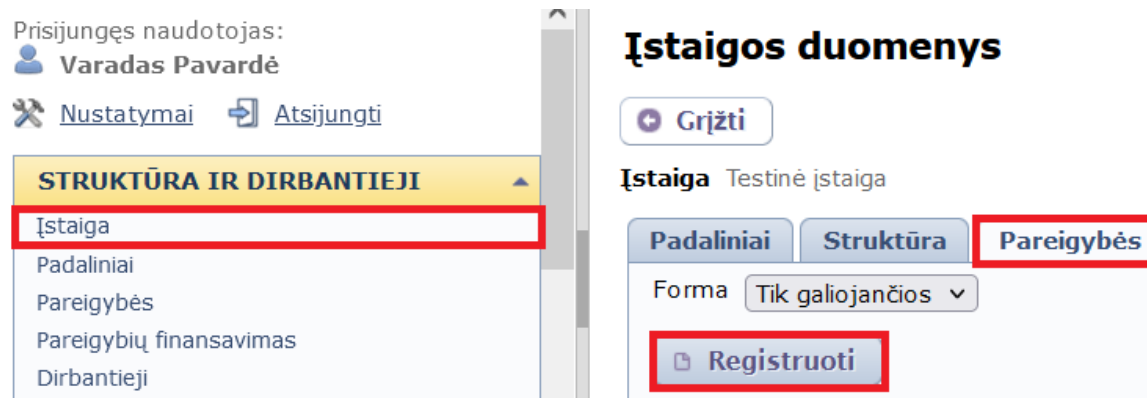 Prisijungęs naudotojas:
Varadas Pavardė
Nustatymai Atsijungti
STRUKTŪRA IR DIRBANTIEJI
Įstaiga
Padaliniai
Pareigybės
Pareigybių finansavimas
Dirbantieji
Įstaigos duomenys
Grįžti
Įstaiga Testinė įstaiga
Padaliniai Struktūra Pareigybės
Forma Tik galiojančios
Registruoti